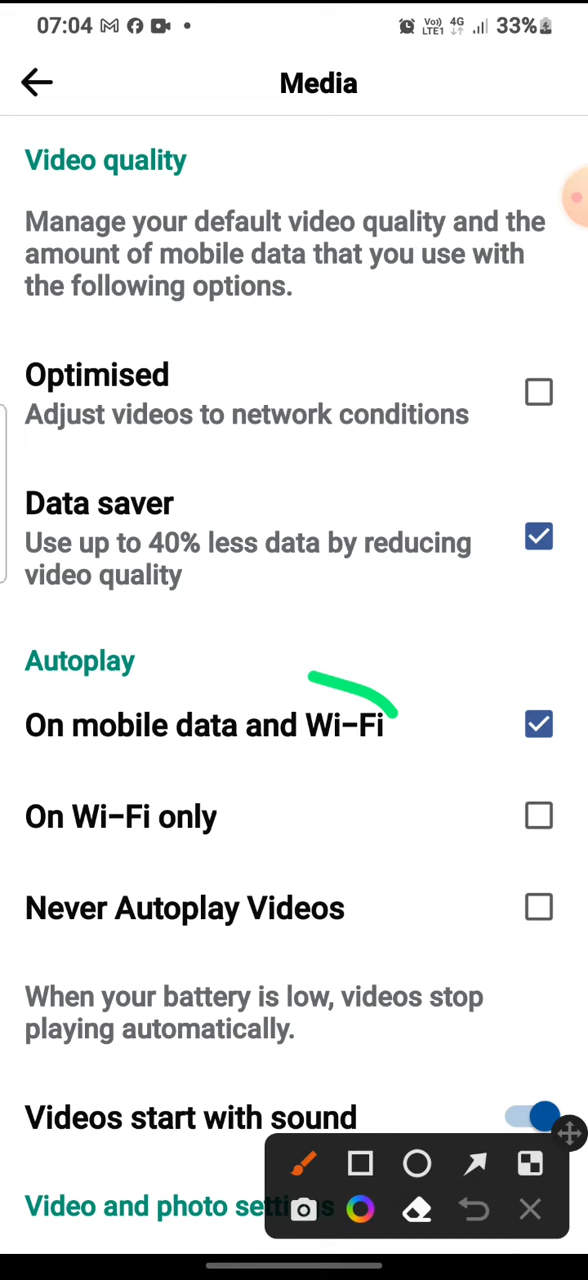 07:04
Vo))
LTE1
4G
33%
Media
Video quality
Manage your default video quality and the
amount of mobile data that you use with
the following options.
Optimised
Adjust videos to network conditions
Data saver
Use up to 40% less data by reducing
video quality
Autoplay
On mobile data and Wi-Fi
On Wi-Fi only
Never Autoplay Videos
When your battery is low, videos stop
playing automatically.
Videos start with sound
Video and photo settings